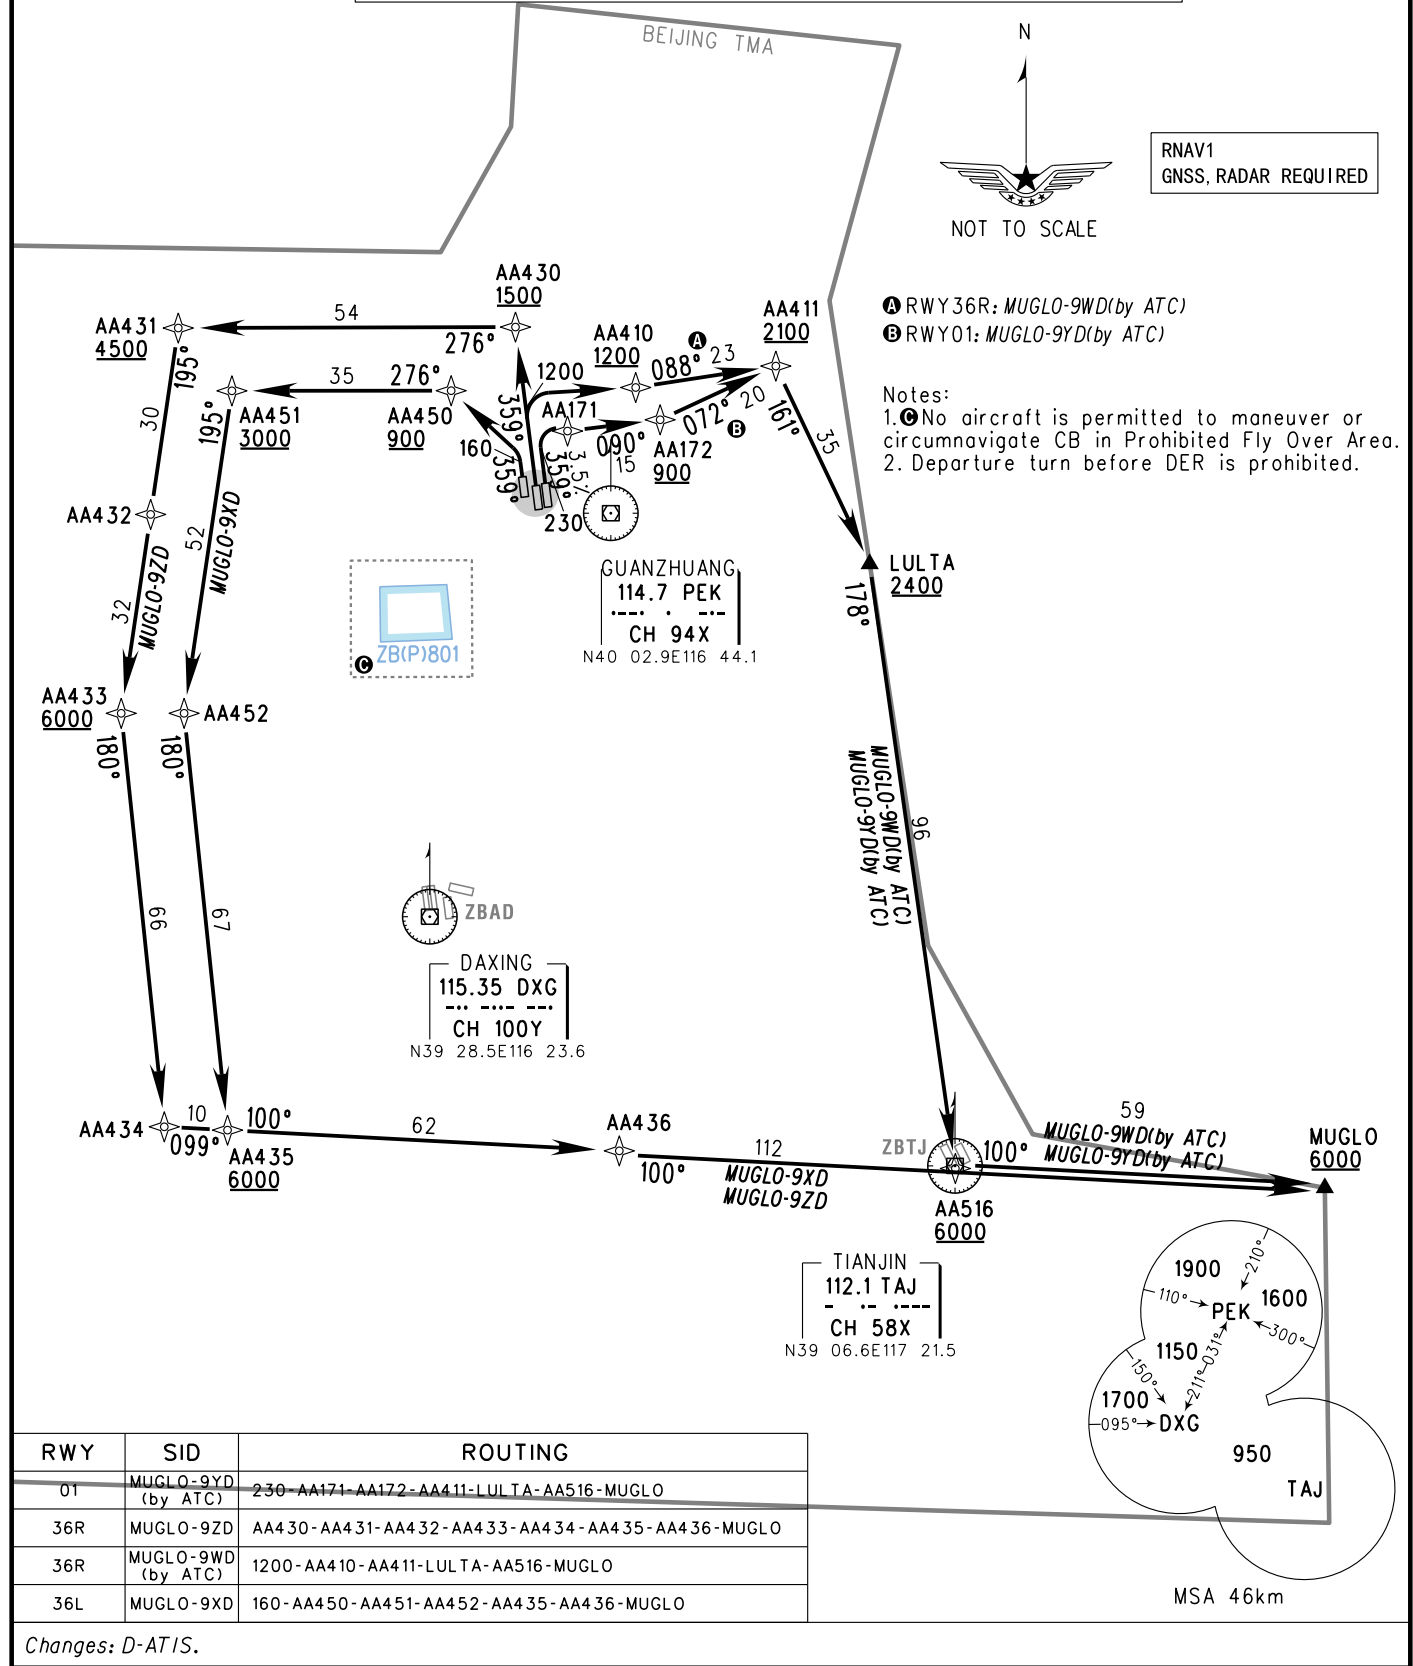 BEIJING TMA
N
NOT TO SCALE
RNAV1
GNSS, RADAR REQUIRED
AA430
1500
AA431
4500
54
276°
195°
AA410
1200
AA411
2100
A
088°
23
A RWY36R: MUGLO-9WD(by ATC)
B RWY01: MUGLO-9YD(by ATC)
Notes:
1. C No aircraft is permitted to maneuver or
circumnavigate CB in Prohibited Fly Over Area.
2. Departure turn before DER is prohibited.
35
276°
AA451
3000
195°
AA450
900
1200
359°
AA171
090°
072°
20
B
161°
35
AA172
900
160
359°
359°
3.5%
15
230
30
AA432
52
MUGLO-9XD
32
MUGLO-9ZD
GUANZHUANG
114.7 PEK
CH 94X
N40 02.9E116 44.1
C
ZB(P)801
LULTA
2400
178°
AA433
6000
180°
AA452
180°
MUGLO-9WD(by ATC)
MUGLO-9YD(by ATC)
96
66
67
ZBAD
DAXING
115.35 DXG
CH 100Y
N39 28.5E116 23.6
AA434
10
099°
100°
AA435
6000
62
AA436
100°
112
MUGLO-9XD
MUGLO-9ZD
ZBTJ
100°
AA516
6000
59
MUGLO-9WD(by ATC)
MUGLO-9YD(by ATC)
MUGLO
6000
TIANJIN
112.1 TAJ
CH 58X
N39 06.6E117 21.5
1900
210°
110°
PEK
1600
300°
1150
031°
211°
150°
1700
095°
DXG
950
TAJ
MSA 46km
RWY SID ROUTING
01 MUGLO-9YD (by ATC) 230-AA171-AA172-AA411-LULTA-AA516-MUGLO
36R MUGLO-9ZD AA430-AA431-AA432-AA433-AA434-AA435-AA436-MUGLO
36R MUGLO-9WD (by ATC) 1200-AA410-AA411-LULTA-AA516-MUGLO
36L MUGLO-9XD 160-AA450-AA451-AA452-AA435-AA436-MUGLO
Changes: D-ATIS.